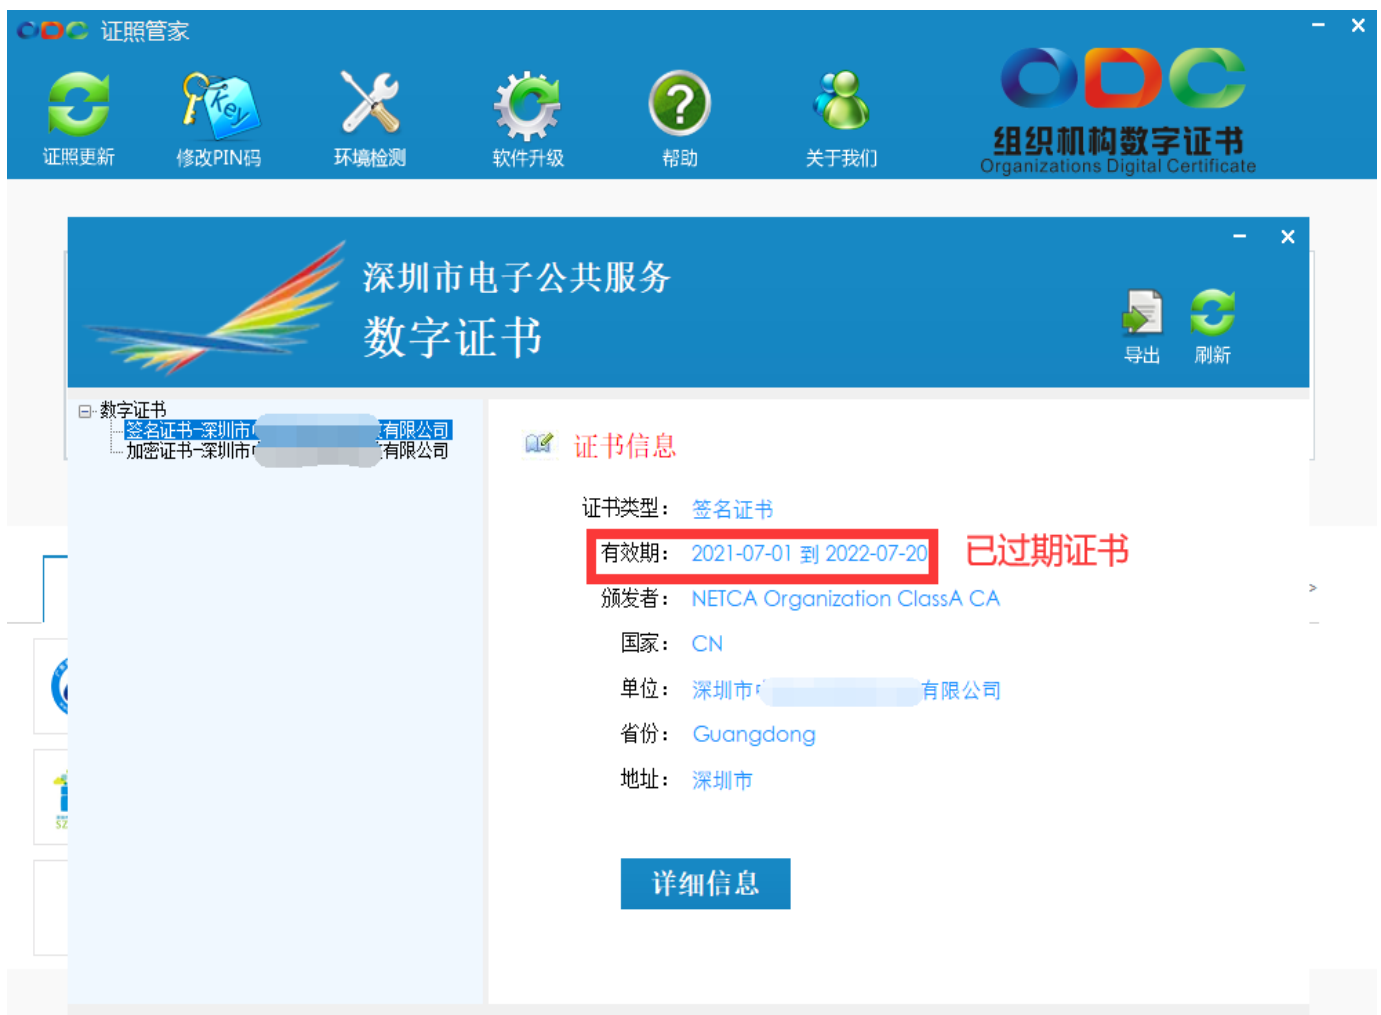 ODC 证照管家
证照更新
修改PIN码
环境检测
软件升级
帮助
关于我们
ODC
组织机构数字证书
Organizations Digital Certificate
深圳市电子公共服务
数字证书
导出
刷新
数字证书
签名证书-深圳市 有限公司
加密证书-深圳市 有限公司
证书信息
证书类型： 签名证书
有效期： 2021-07-01 到 2022-07-20
已过期证书
颁发者： NETCA Organization ClassA CA
国家： CN
单位： 深圳市 有限公司
省份： Guangdong
地址： 深圳市
详细信息
>
SZ
Key